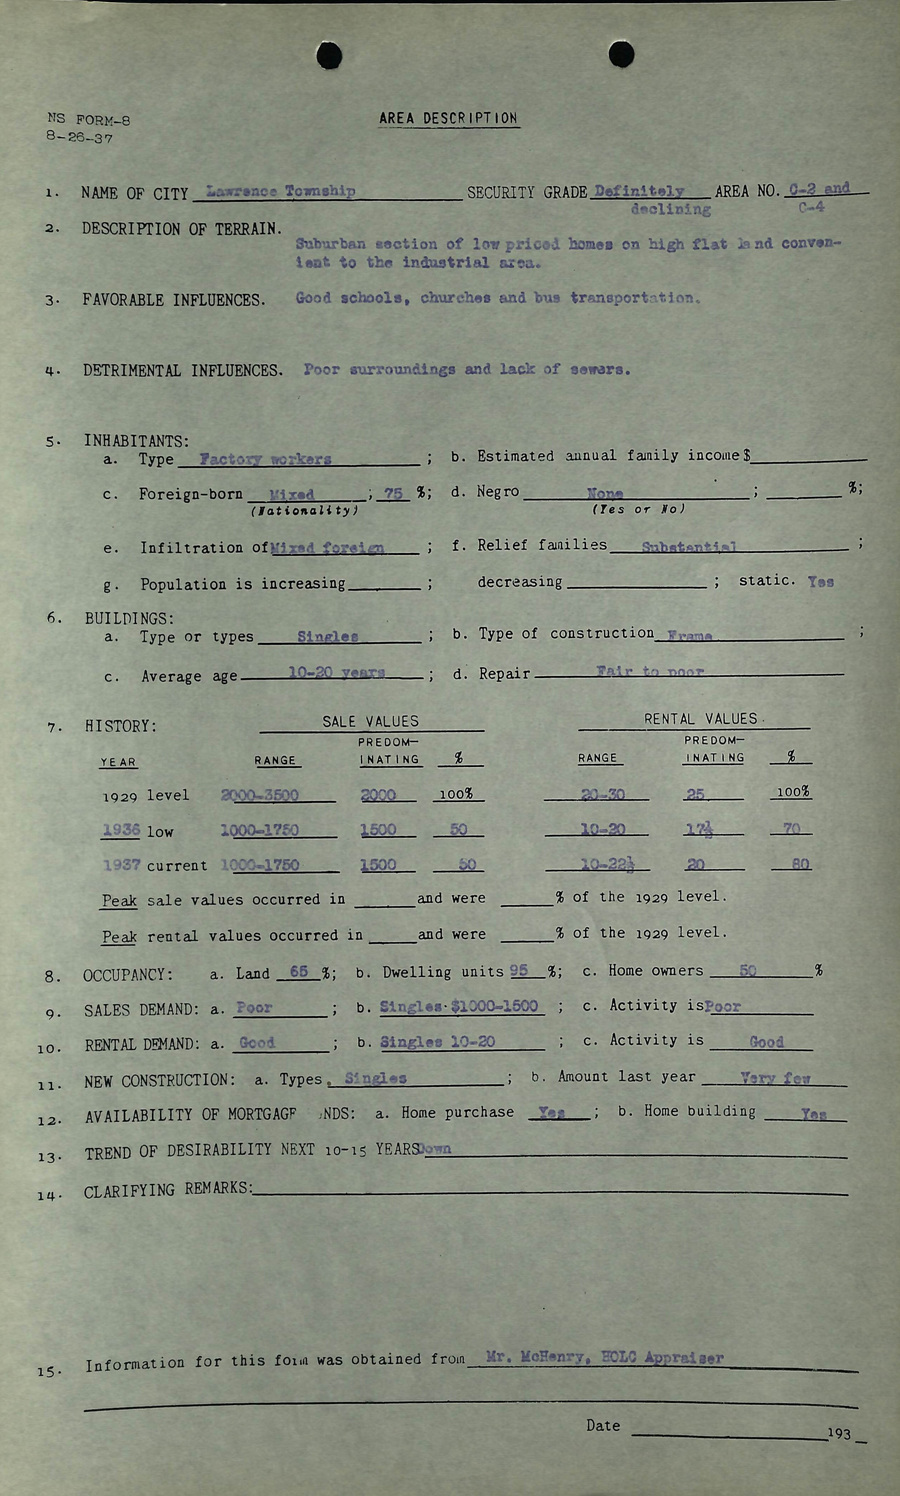 NS FORM-8
8-26-37
AREA DESCRIPTION
1. NAME OF CITY Lawrence Township SECURITY GRADE Definitely declining AREA NO. C-2 and C-4
2. DESCRIPTION OF TERRAIN.
Suburban section of low priced homes on high flat land conven-
ient to the industrial area.
3. FAVORABLE INFLUENCES. Good schools, churches and bus transportation.
4. DETRIMENTAL INFLUENCES. Poor surroundings and lack of sewers.
5. INHABITANTS:
a. Type Factory workers ; b. Estimated annual family income $
c. Foreign-born Mixed ; 75 %; d. Negro None ; %;
(Nationality) (Yes or No)
e. Infiltration of Mixed foreign ; f. Relief families Substantial ;
g. Population is increasing ; decreasing ; static. Yes
6. BUILDINGS:
a. Type or types Singles ; b. Type of construction Frame ;
c. Average age 10-20 years ; d. Repair Fair to poor
7. HISTORY: SALE VALUES RENTAL VALUES
PREDOM- PREDOM-
YEAR RANGE INATING % RANGE INATING %
1929 level 2000-3500 2000 100% 20-30 25 100%
1936 low 1000-1750 1500 50 10-20 17½ 70
1937 current 1000-1750 1500 50 10-22½ 20 80
Peak sale values occurred in and were % of the 1929 level.
Peak rental values occurred in and were % of the 1929 level.
8. OCCUPANCY: a. Land 65 %; b. Dwelling units 95 %; c. Home owners 50 %
9. SALES DEMAND: a. Poor ; b. Singles $1000-1500 ; c. Activity is Poor
10. RENTAL DEMAND: a. Good ; b. Singles 10-20 ; c. Activity is Good
11. NEW CONSTRUCTION: a. Types Singles ; b. Amount last year Very few
12. AVAILABILITY OF MORTGAGE NDS: a. Home purchase Yes ; b. Home building Yes
13. TREND OF DESIRABILITY NEXT 10-15 YEARS Down
14. CLARIFYING REMARKS:
15. Information for this form was obtained from Mr. McHenry, HOLC Appraiser
Date 193